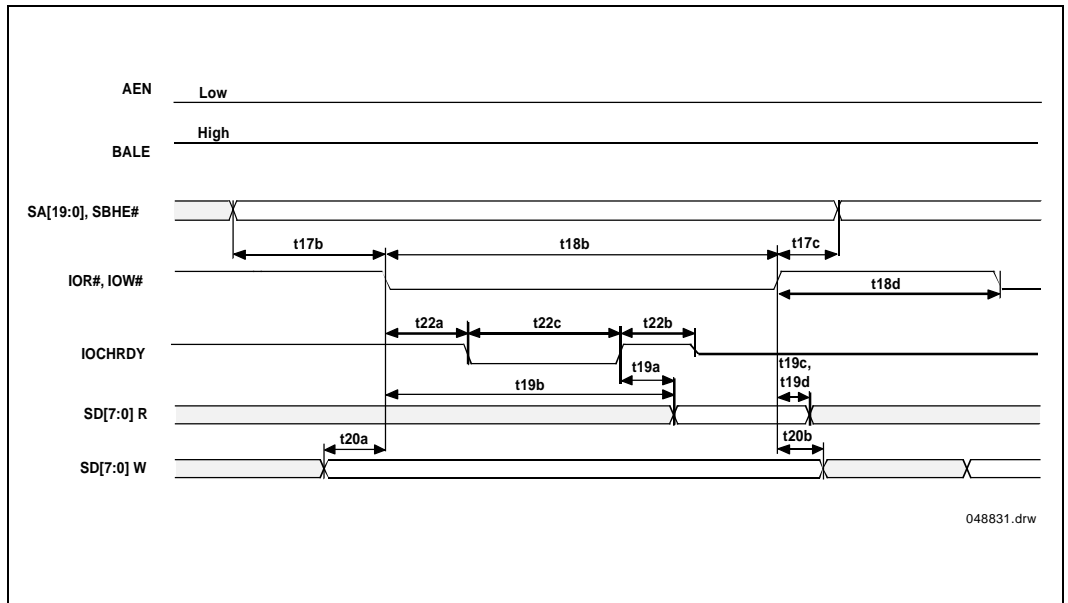 AEN
Low
High
BALE
SA[19:0], SBHE#
t17b
t18b
t17c
IOR#, IOW#
t18d
t22a
t22c
t22b
IOCHRDY
t19a
t19c,
t19d
t19b
SD[7:0] R
t20a
t20b
SD[7:0] W
048831.drw